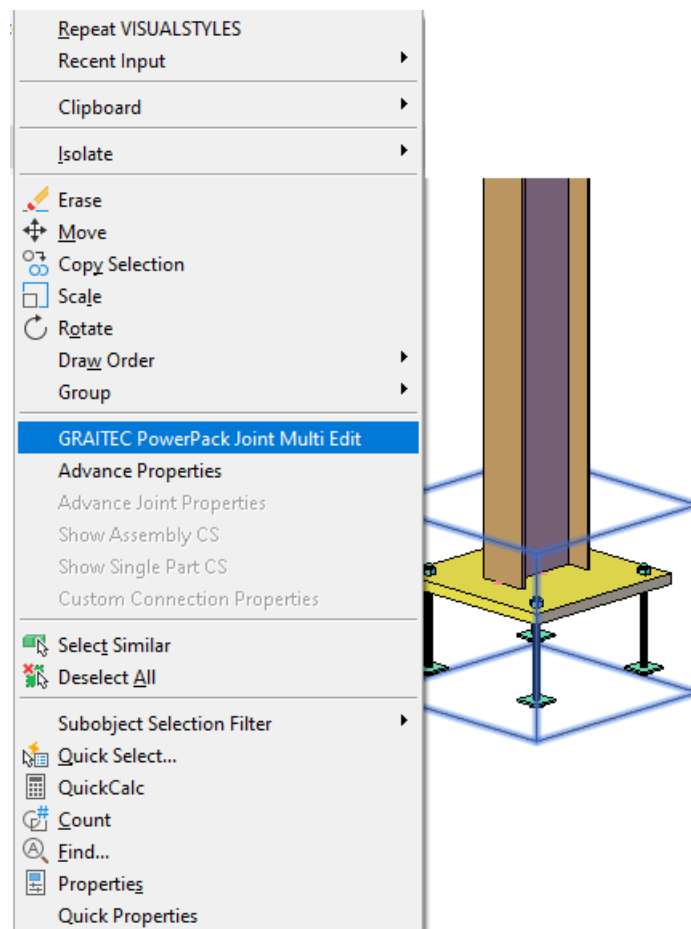 Repeat VISUALSTYLES
Recent Input
Clipboard
Isolate
Erase
Move
Copy Selection
Scale
Rotate
Draw Order
Group
GRAITEC PowerPack Joint Multi Edit
Advance Properties
Advance Joint Properties
Show Assembly CS
Show Single Part CS
Custom Connection Properties
Select Similar
Deselect All
Subobject Selection Filter
Quick Select...
QuickCalc
Count
Find...
Properties
Quick Properties